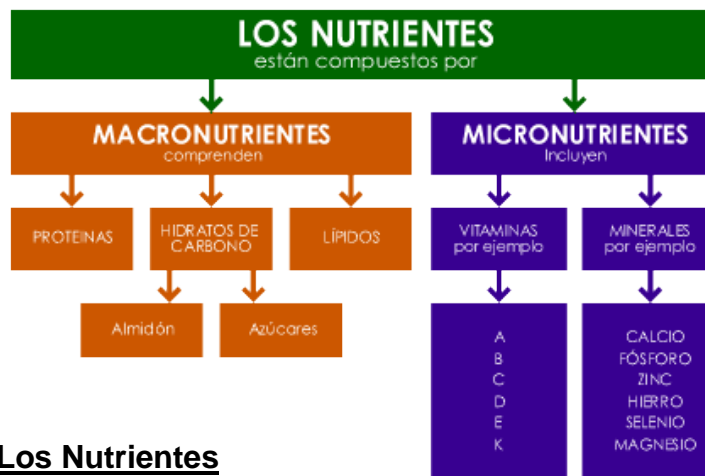 LOS NUTRIENTES
están compuestos por
MACRONUTRIENTES
comprenden
MICRONUTRIENTES
Incluyen
PROTEINAS
HIDRATOS DE
CARBONO
LÍPIDOS
VITAMINAS
por ejemplo
MINERALES
por ejemplo
Almidón
Azúcares
A
B
C
D
E
K
CALCIO
FÓSFORO
ZINC
HIERRO
SELENIO
MAGNESIO
Los Nutrientes